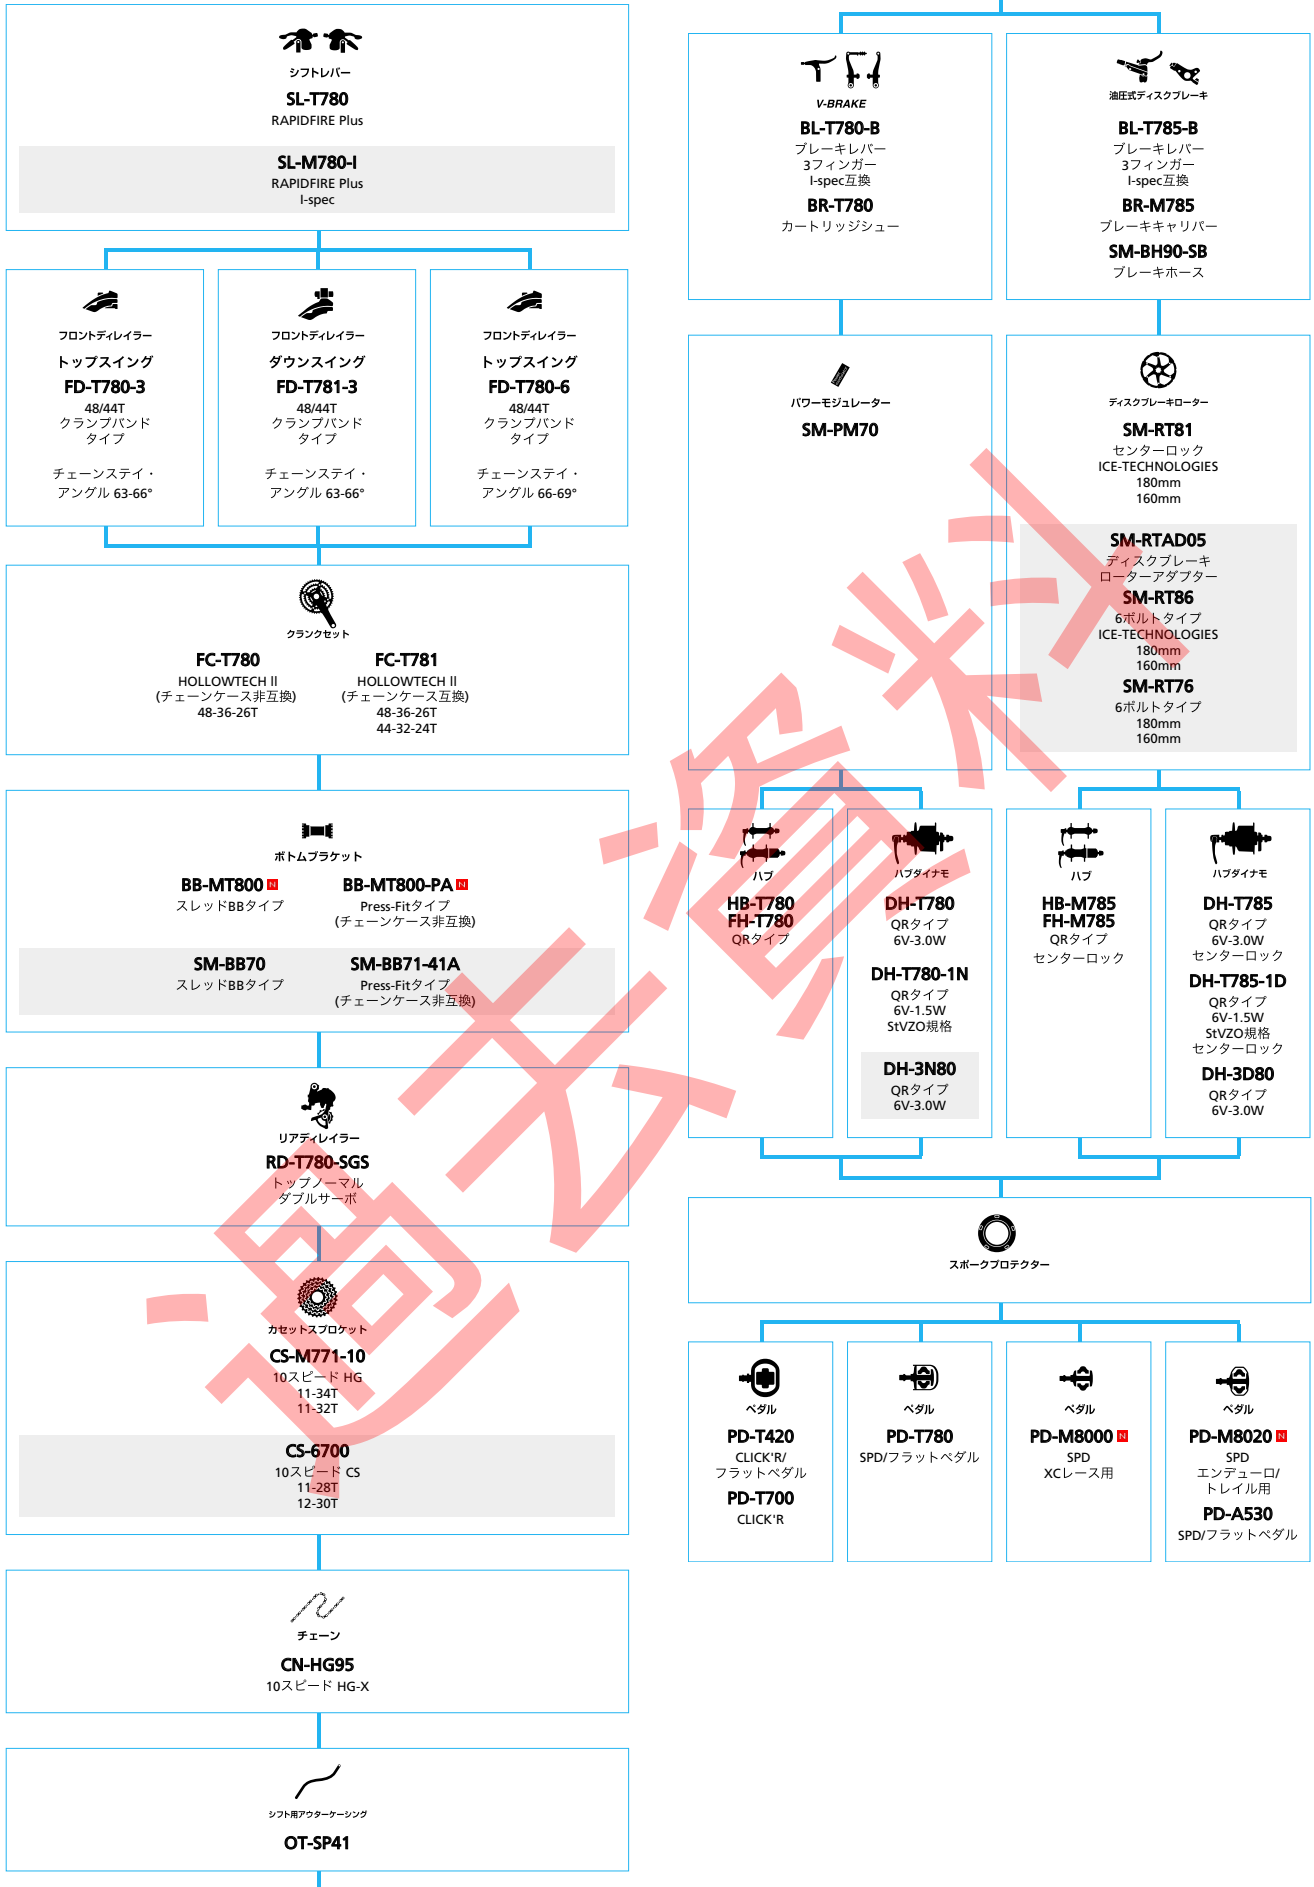 シフトレバー
SL-T780
RAPIDFIRE Plus
SL-M780-I
RAPIDFIRE Plus
I-spec
フロントディレイラー
トップスイング
FD-T780-3
48/44T
クランプバンド
タイプ
チェーンステイ・
アングル 63-66°
フロントディレイラー
ダウンスイング
FD-T781-3
48/44T
クランプバンド
タイプ
チェーンステイ・
アングル 63-66°
フロントディレイラー
トップスイング
FD-T780-6
48/44T
クランプバンド
タイプ
チェーンステイ・
アングル 66-69°
クランクセット
FC-T780
HOLLOWTECH II
(チェーンケース非互換)
48-36-26T
FC-T781
HOLLOWTECH II
(チェーンケース互換)
48-36-26T
44-32-24T
ボトムブラケット
BB-MT800 N
スレッドBBタイプ
BB-MT800-PA N
Press-Fitタイプ
(チェーンケース非互換)
SM-BB70
スレッドBBタイプ
SM-BB71-41A
Press-Fitタイプ
(チェーンケース非互換)
リアディレイラー
RD-T780-SGS
トップノーマル
ダブルサーボ
カセットスプロケット
CS-M771-10
10スピード HG
11-34T
11-32T
CS-6700
10スピード CS
11-28T
12-30T
チェーン
CN-HG95
10スピード HG-X
シフト用アウターケーシング
OT-SP41
V-BRAKE
BL-T780-B
ブレーキレバー
3フィンガー
I-spec互換
BR-T780
カートリッジシュー
油圧式ディスクブレーキ
BL-T785-B
ブレーキレバー
3フィンガー
I-spec互換
BR-M785
ブレーキキャリパー
SM-BH90-SB
ブレーキホース
パワーモジュレーター
SM-PM70
ディスクブレーキローター
SM-RT81
センターロック
ICE-TECHNOLOGIES
180mm
160mm
SM-RTAD05
ディスクブレーキ
ローターアダプター
SM-RT86
6ボルトタイプ
ICE-TECHNOLOGIES
180mm
160mm
SM-RT76
6ボルトタイプ
180mm
160mm
ハブ
HB-T780
FH-T780
QRタイプ
ハブダイナモ
DH-T780
QRタイプ
6V-3.0W
DH-T780-1N
QRタイプ
6V-1.5W
StVZO規格
DH-3N80
QRタイプ
6V-3.0W
ハブ
HB-M785
FH-M785
QRタイプ
センターロック
ハブダイナモ
DH-T785
QRタイプ
6V-3.0W
センターロック
DH-T785-1D
QRタイプ
6V-1.5W
StVZO規格
センターロック
DH-3D80
QRタイプ
6V-3.0W
スポークプロテクター
ペダル
PD-T420
CLICK'R/
フラットペダル
PD-T700
CLICK'R
ペダル
PD-T780
SPD/フラットペダル
ペダル
PD-M8000 N
SPD
XCレース用
ペダル
PD-M8020 N
SPD
エンデューロ/
トレイル用
PD-A530
SPD/フラットペダル
過去資料